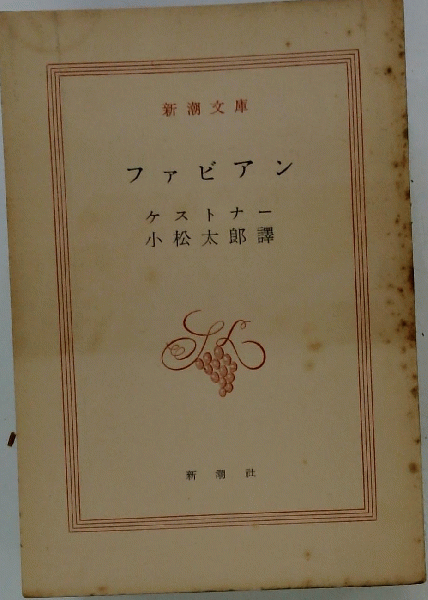 新潮文庫
ファビアン
ケストナー
小松太郎譯
新潮社